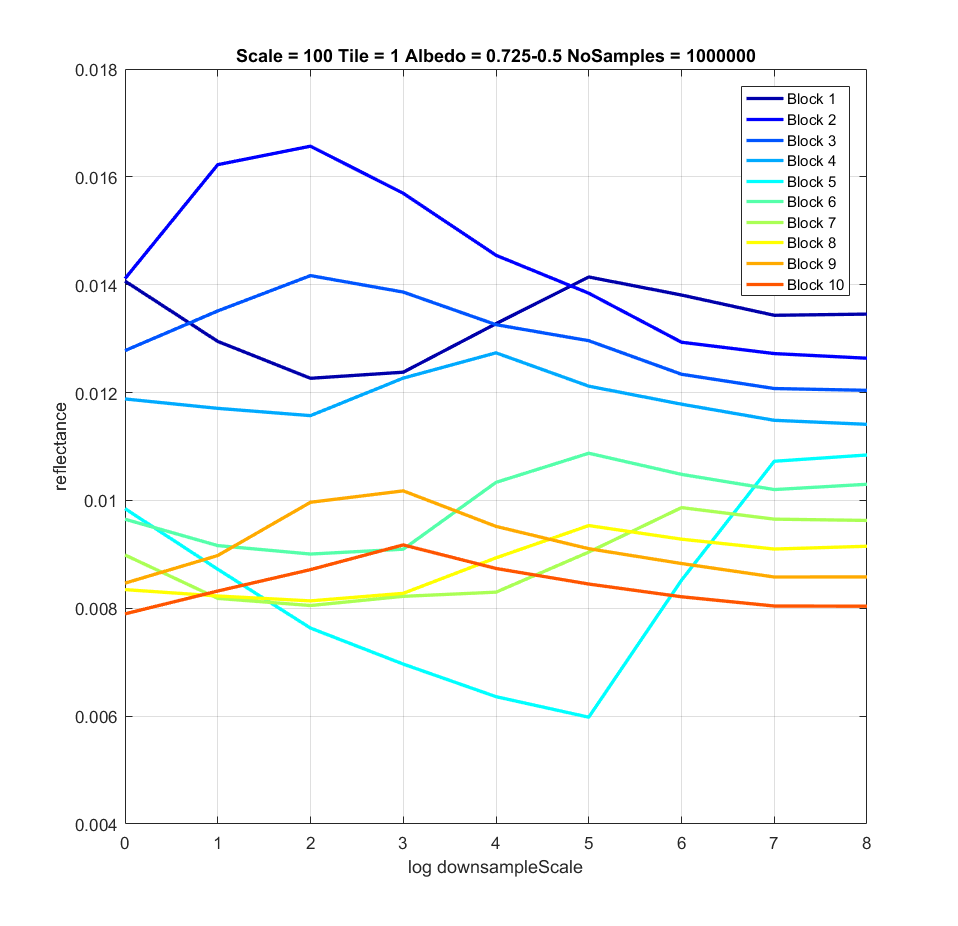 Scale = 100 Tile = 1 Albedo = 0.725-0.5 NoSamples = 1000000
0.018
0.016
0.014
0.012
0.01
0.008
0.006
0.004
reflectance
Block 1
Block 2
Block 3
Block 4
Block 5
Block 6
Block 7
Block 8
Block 9
Block 10
0 1 2 3 4 5 6 7 8
log downsampleScale